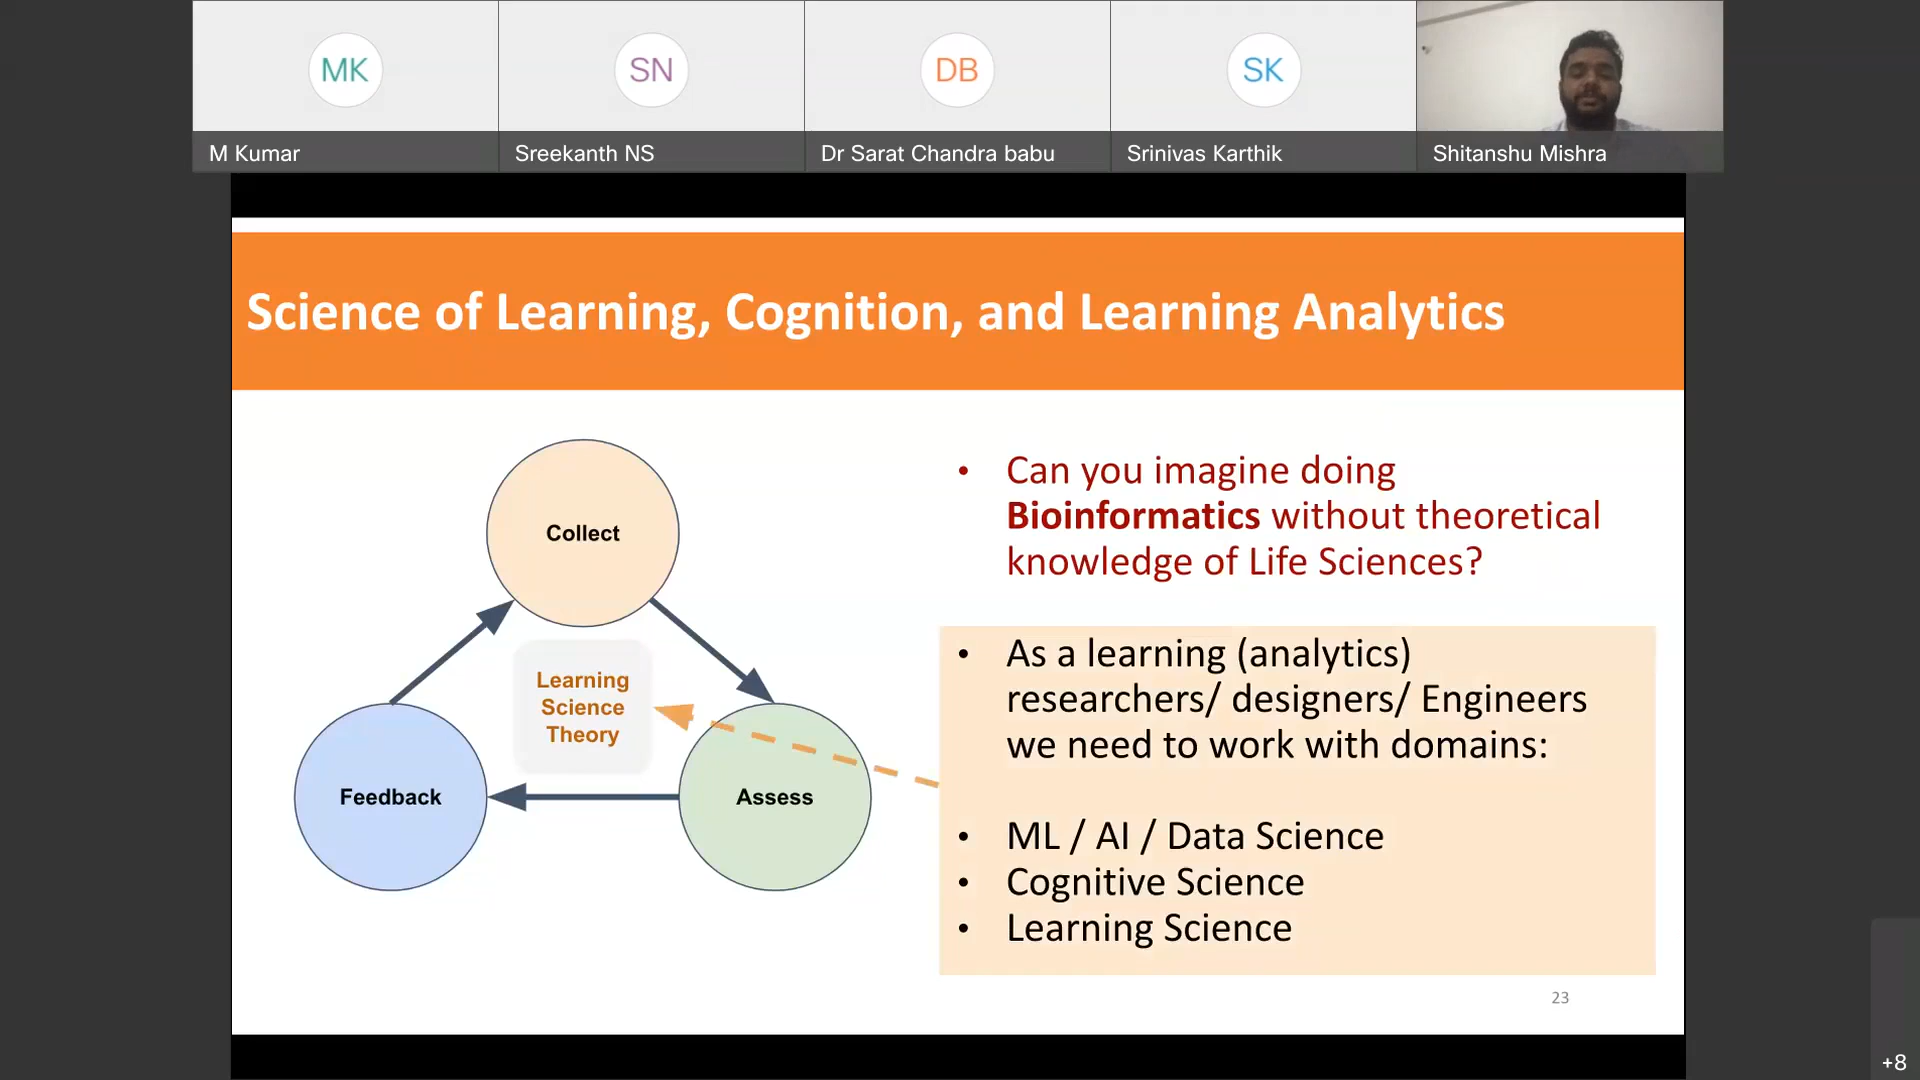 MK
SN
DB
SK
M Kumar
Sreekanth NS
Dr Sarat Chandra babu
Srinivas Karthik
Shitanshu Mishra
Science of Learning, Cognition, and Learning Analytics
Collect
Learning
Science
Theory
Feedback
Assess
• Can you imagine doing
Bioinformatics without theoretical
knowledge of Life Sciences?
• As a learning (analytics)
researchers/ designers/ Engineers
we need to work with domains:
• ML / AI / Data Science
• Cognitive Science
• Learning Science
23
+8